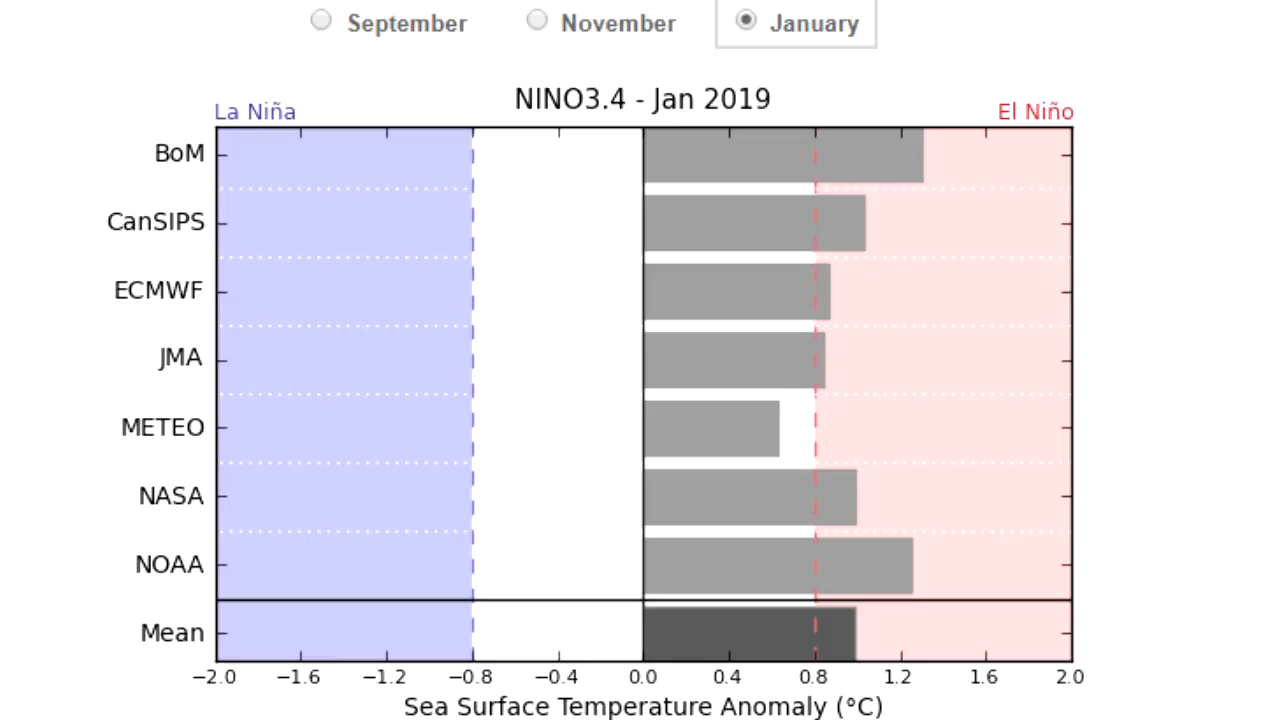 September November January
NINO3.4 - Jan 2019
La Niña El Niño
BoM
CanSIPS
ECMWF
JMA
METEO
NASA
NOAA
Mean
−2.0 −1.6 −1.2 −0.8 −0.4 0.0 0.4 0.8 1.2 1.6 2.0
Sea Surface Temperature Anomaly (°C)